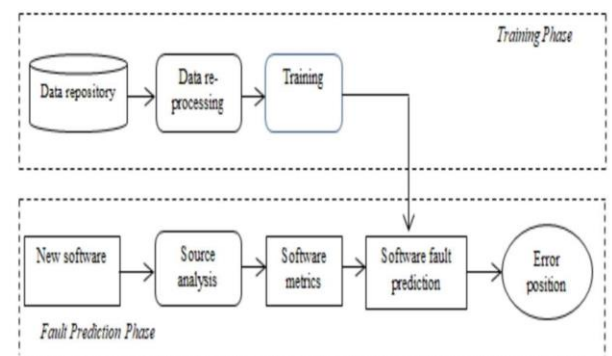 Training Phase
Data repository
Data re-
processing
Training
New software
Source
analysis
Software
metrics
Software fault
prediction
Error
position
Fault Prediction Phase